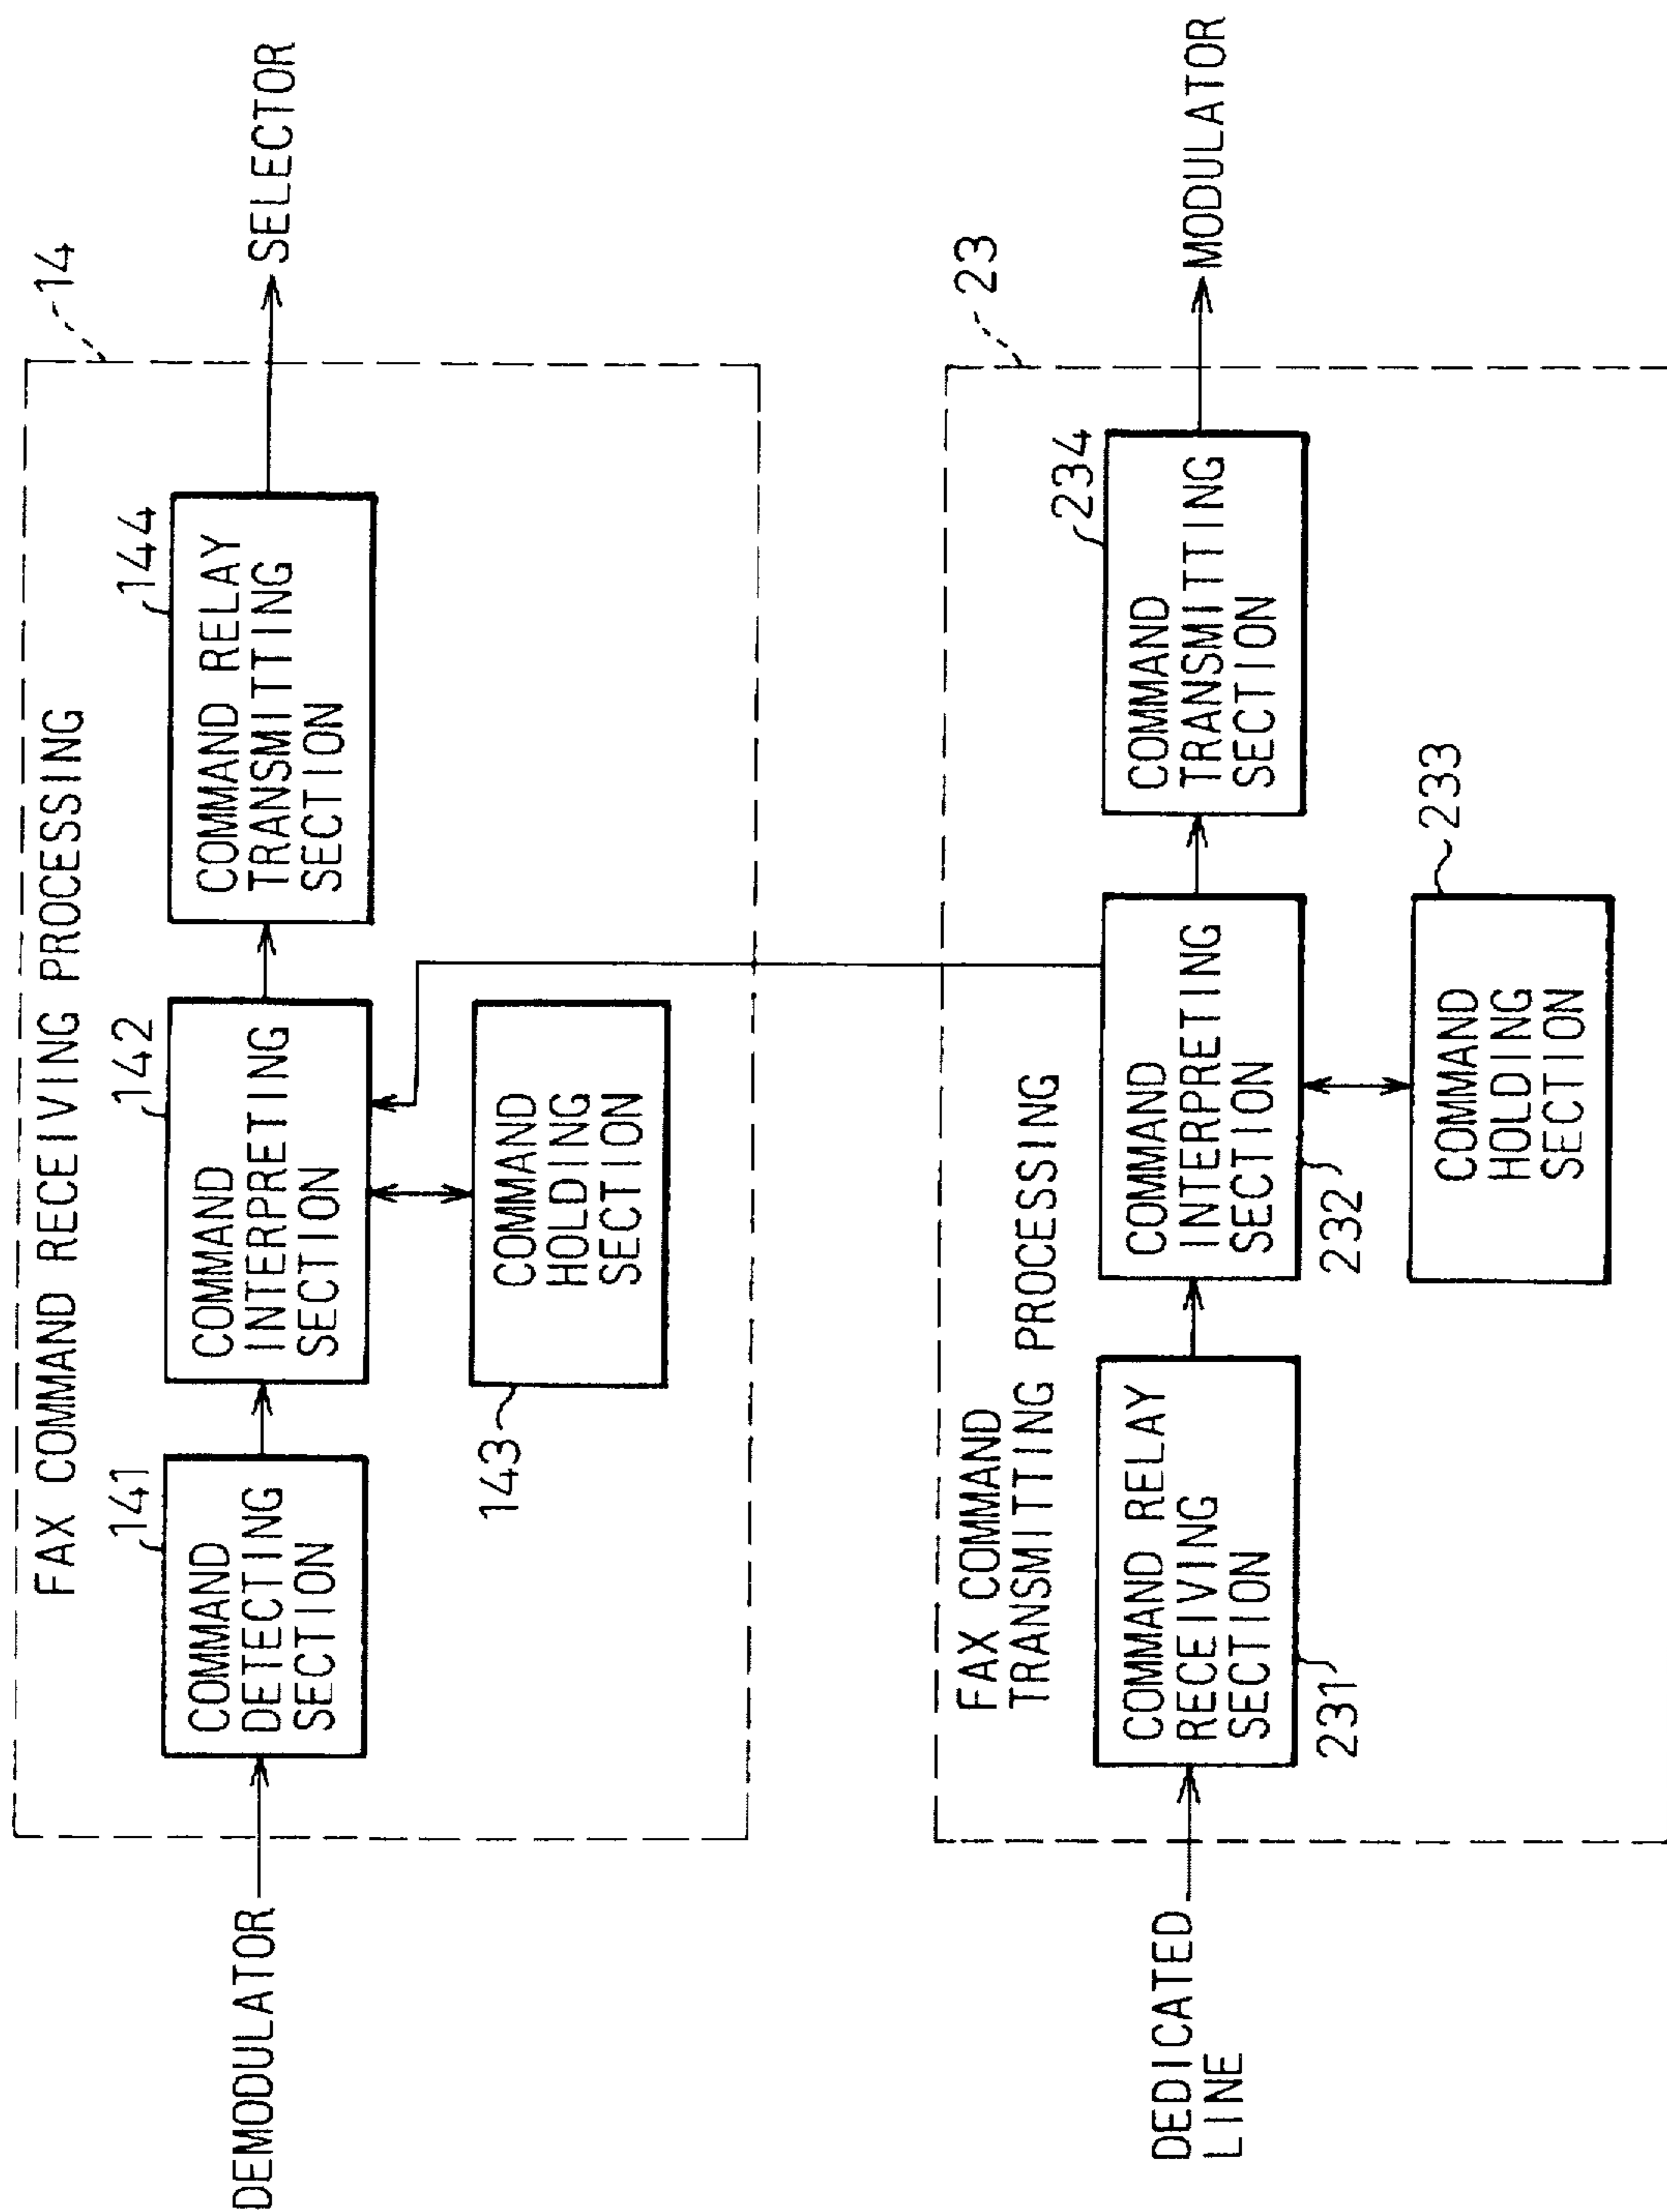 FAX COMMAND RECEIVING PROCESSING
14
DEMODULATOR
141
COMMAND
DETECTING
SECTION
142
COMMAND
INTERPRETING
SECTION
144
COMMAND RELAY
TRANSMITTING
SECTION
SELECTOR
143
COMMAND
HOLDING
SECTION
FAX COMMAND
TRANSMITTING PROCESSING
23
DEDICATED
LINE
COMMAND RELAY
RECEIVING
SECTION
231
COMMAND
INTERPRETING
SECTION
232
234
COMMAND
TRANSMITTING
SECTION
MODULATOR
233
COMMAND
HOLDING
SECTION